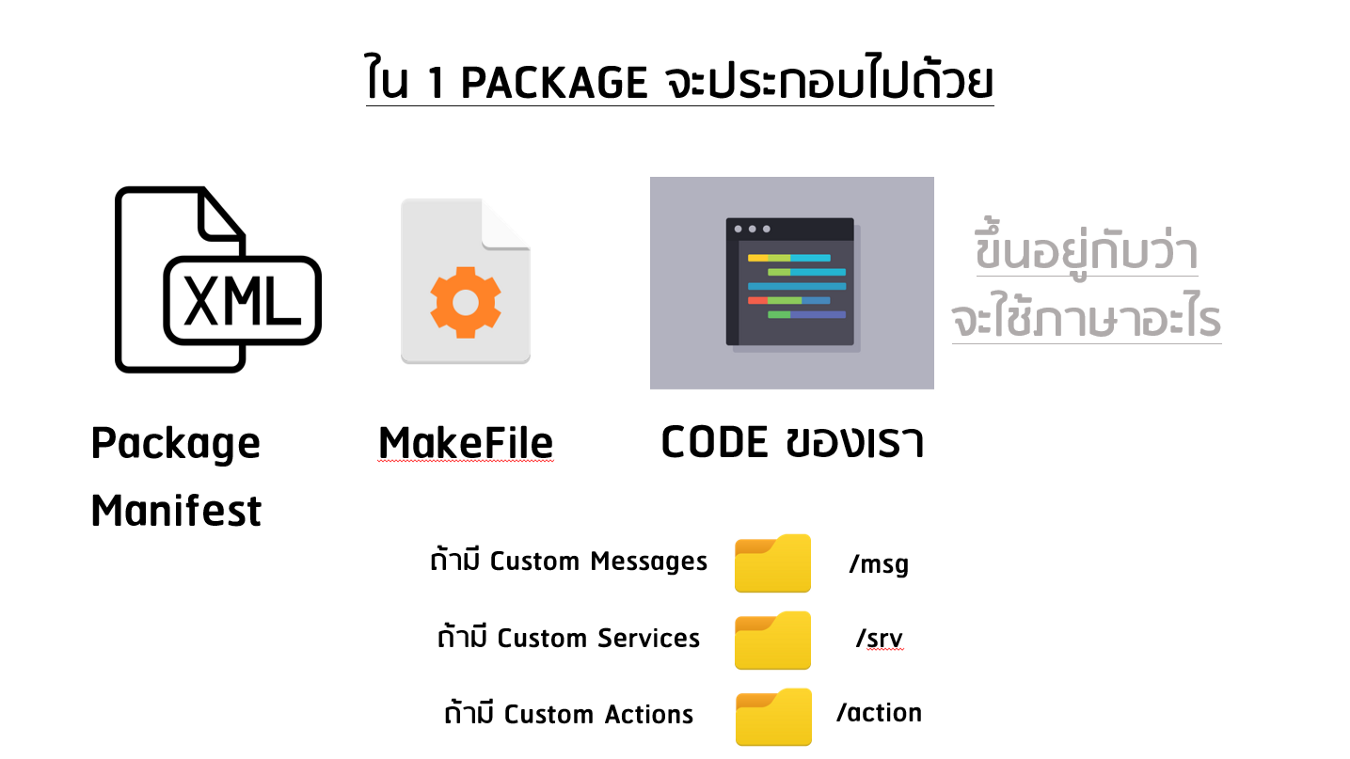 ใน 1 PACKAGE จะประกอบไปด้วย
XML
ขึ้นอยู่กับว่า
จะใช้ภาษาอะไร
Package
Manifest
MakeFile
CODE ของเรา
ถ้ามี Custom Messages /msg
ถ้ามี Custom Services /srv
ถ้ามี Custom Actions /action